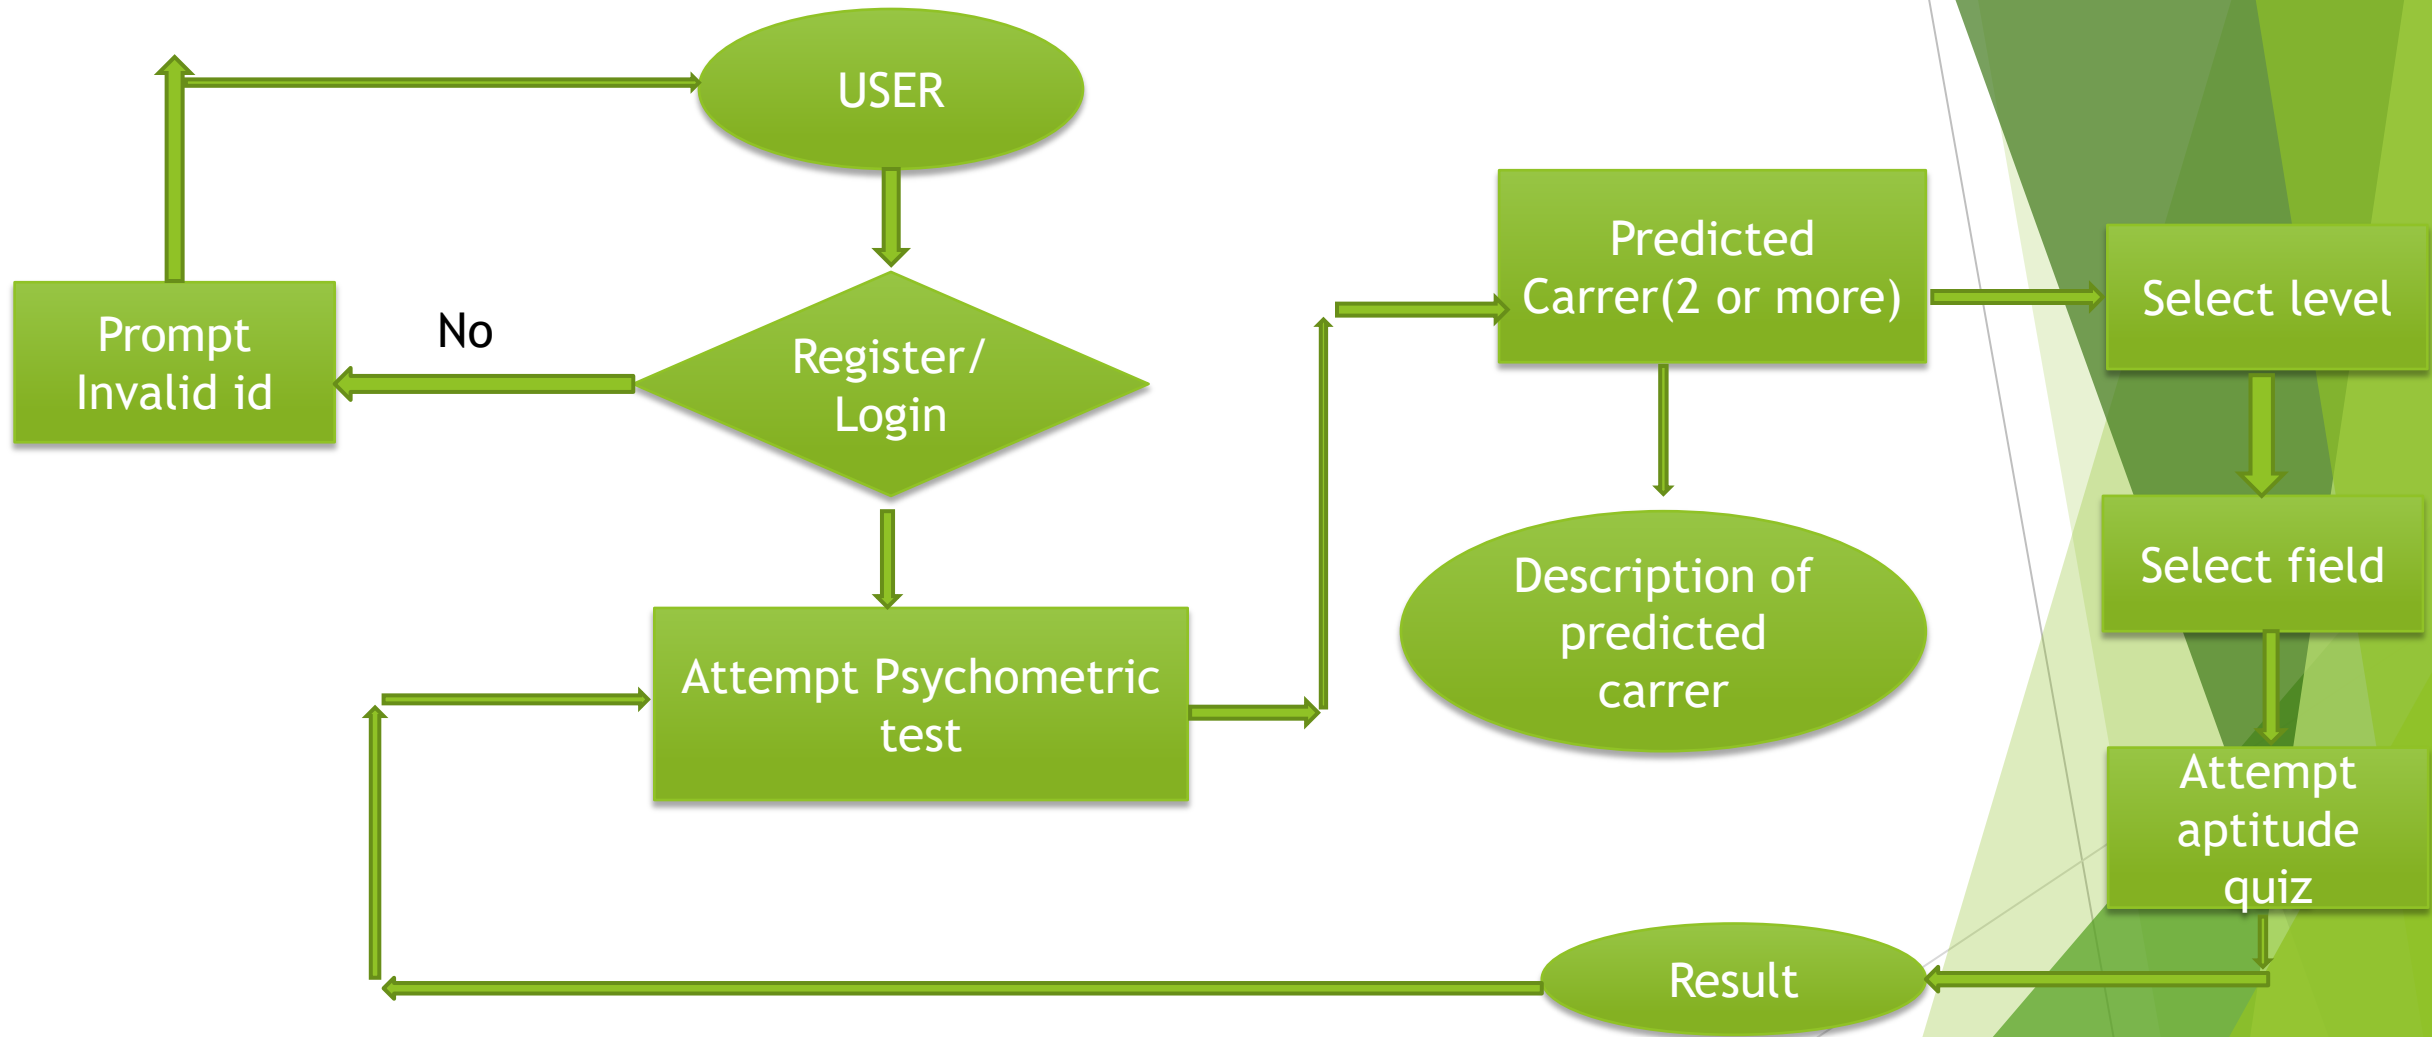 USER
Prompt
Invalid id
No
Register/
Login
Attempt Psychometric
test
Predicted
Carrer(2 or more)
Description of
predicted
carrer
Select level
Select field
Attempt
aptitude
quiz
Result